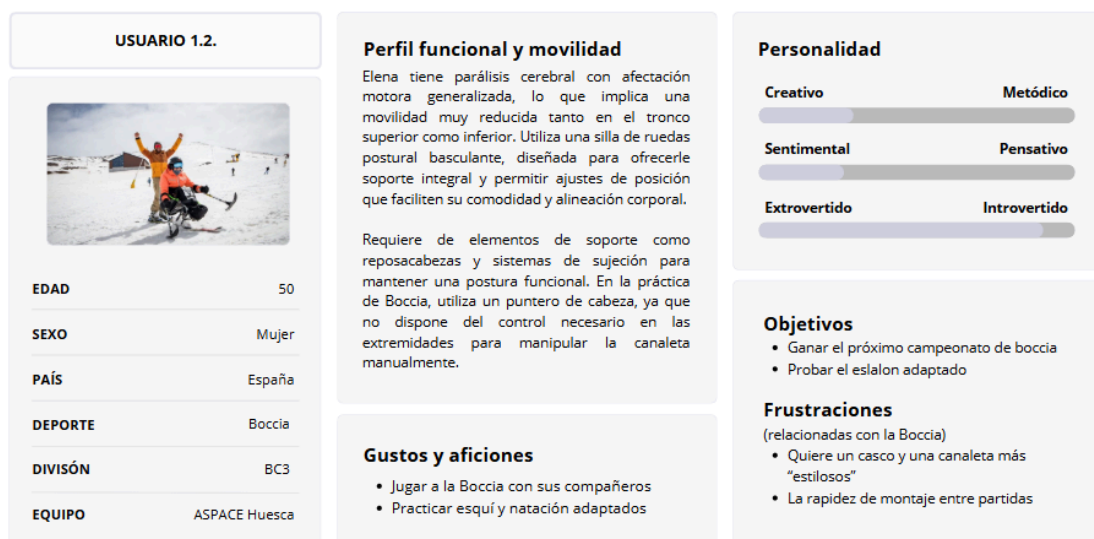 USUARIO 1.2.
EDAD 50
SEXO Mujer
PAÍS España
DEPORTE Boccia
DIVISÓN BC3
EQUIPO ASPACE Huesca
Perfil funcional y movilidad
Elena tiene parálisis cerebral con afectación
motora generalizada, lo que implica una
movilidad muy reducida tanto en el tronco
superior como inferior. Utiliza una silla de ruedas
postural basculante, diseñada para ofrecerle
soporte integral y permitir ajustes de posición
que faciliten su comodidad y alineación corporal.
Requiere de elementos de soporte como
reposacabezas y sistemas de sujeción para
mantener una postura funcional. En la práctica
de Boccia, utiliza un puntero de cabeza, ya que
no dispone del control necesario en las
extremidades para manipular la canaleta
manualmente.
Gustos y aficiones
• Jugar a la Boccia con sus compañeros
• Practicar esquí y natación adaptados
Personalidad
Creativo Metódico
Sentimental Pensativo
Extrovertido Introvertido
Objetivos
• Ganar el próximo campeonato de boccia
• Probar el eslalon adaptado
Frustraciones
(relacionadas con la Boccia)
• Quiere un casco y una canaleta más
“estilosos”
• La rapidez de montaje entre partidas